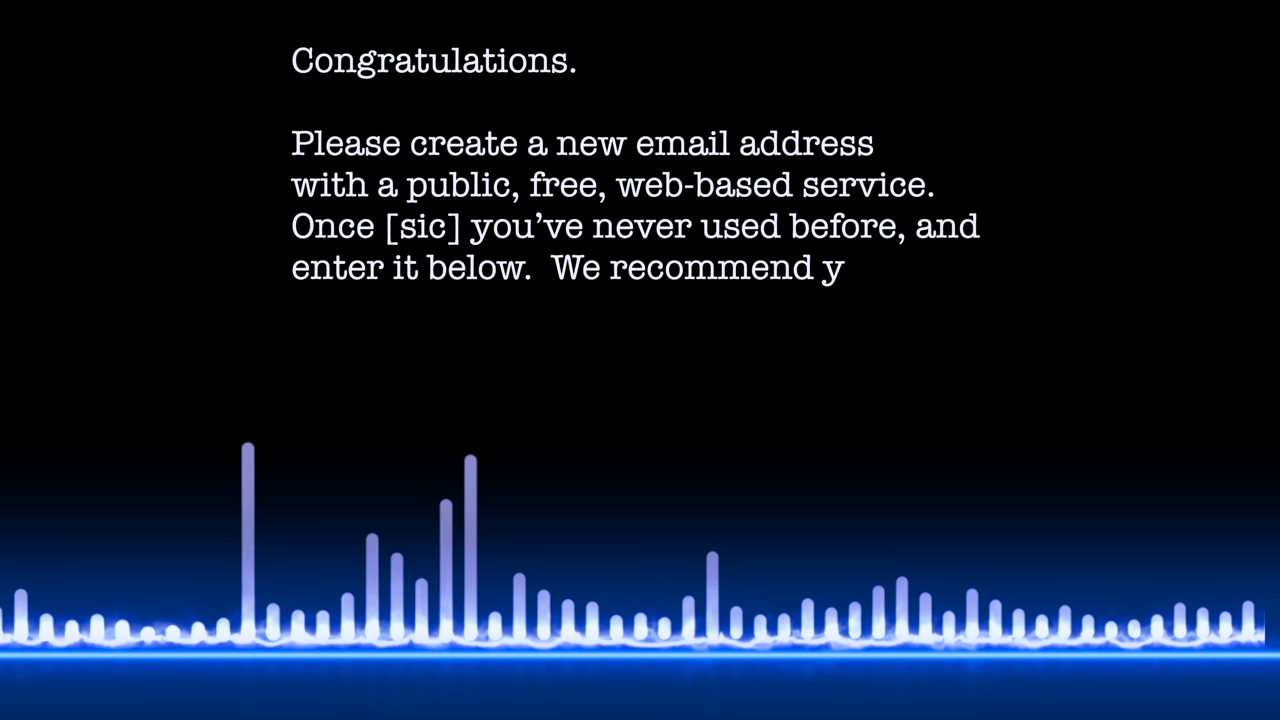 Congratulations.
Please create a new email address
with a public, free, web-based service.
Once [sic] you’ve never used before, and
enter it below.  We recommend y